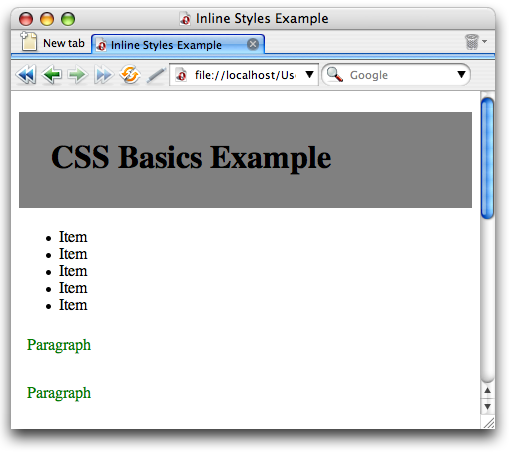 Inline Styles Example
New tab
Inline Styles Example
file://localhost/Use
Google
CSS Basics Example
Item
Item
Item
Item
Item
Paragraph
Paragraph